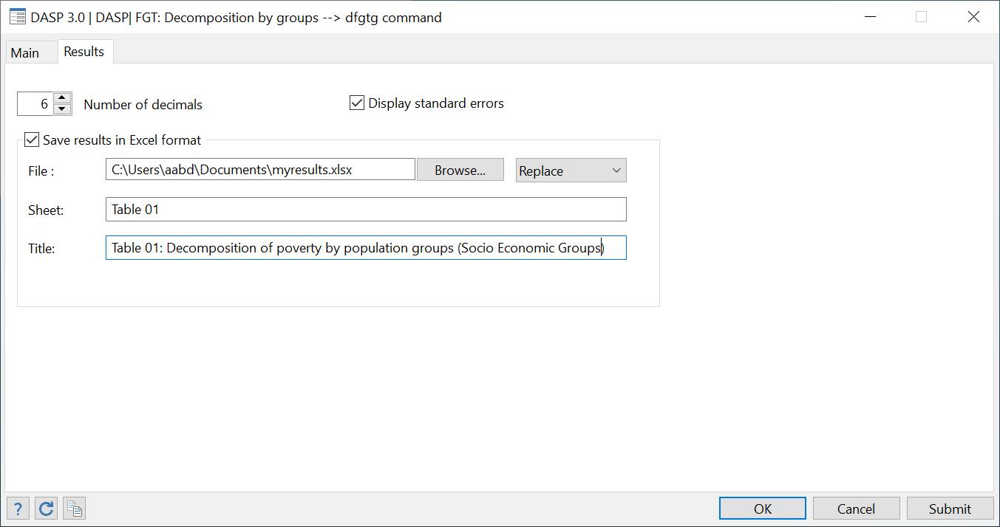 DASP 3.0 | DASP| FGT: Decomposition by groups --> dfgtg command
Main Results
6 Number of decimals Display standard errors
Save results in Excel format
File : C:\Users\aabd\Documents\myresults.xlsx Browse... Replace
Sheet: Table 01
Title: Table 01: Decomposition of poverty by population groups (Socio Economic Groups)
? OK Cancel Submit